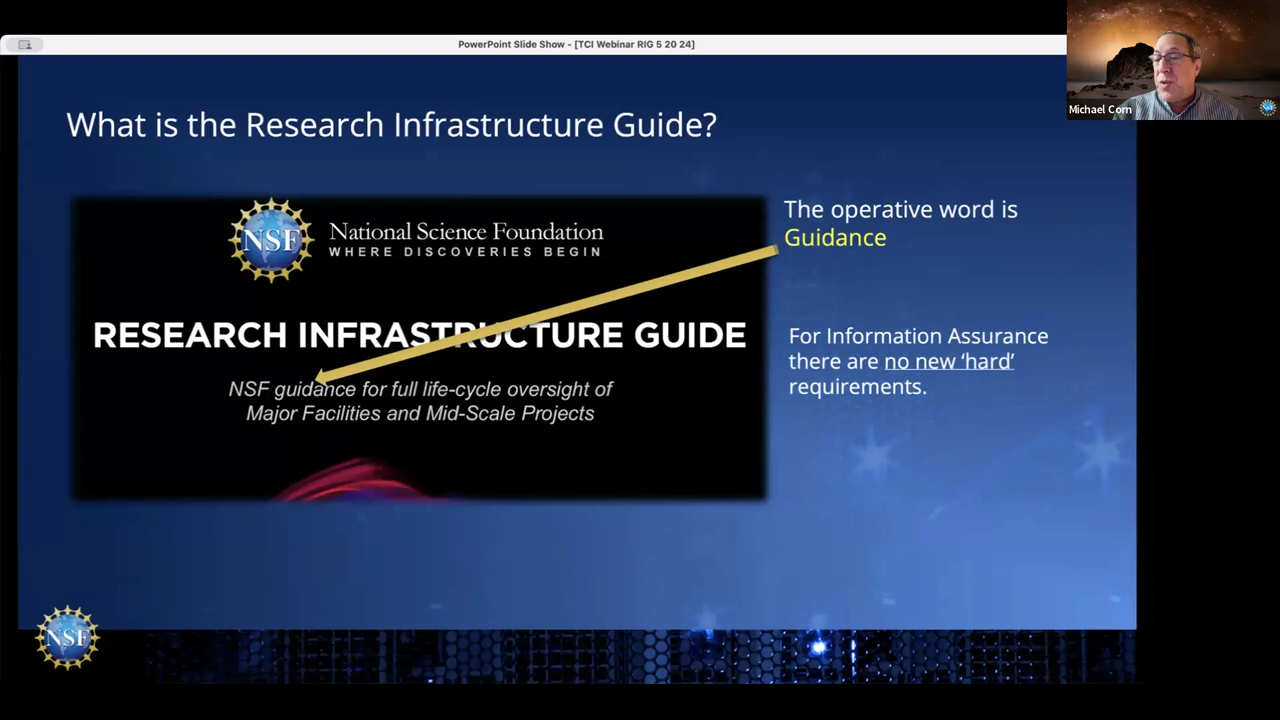 PowerPoint Slide Show - [TCI Webinar RIG 5 20 24]
Michael Corn
What is the Research Infrastructure Guide?
NSF
National Science Foundation
WHERE DISCOVERIES BEGIN
RESEARCH INFRASTRUCTURE GUIDE
NSF guidance for full life-cycle oversight of
Major Facilities and Mid-Scale Projects
The operative word is
Guidance
For Information Assurance
there are no new ‘hard’
requirements.
NSF